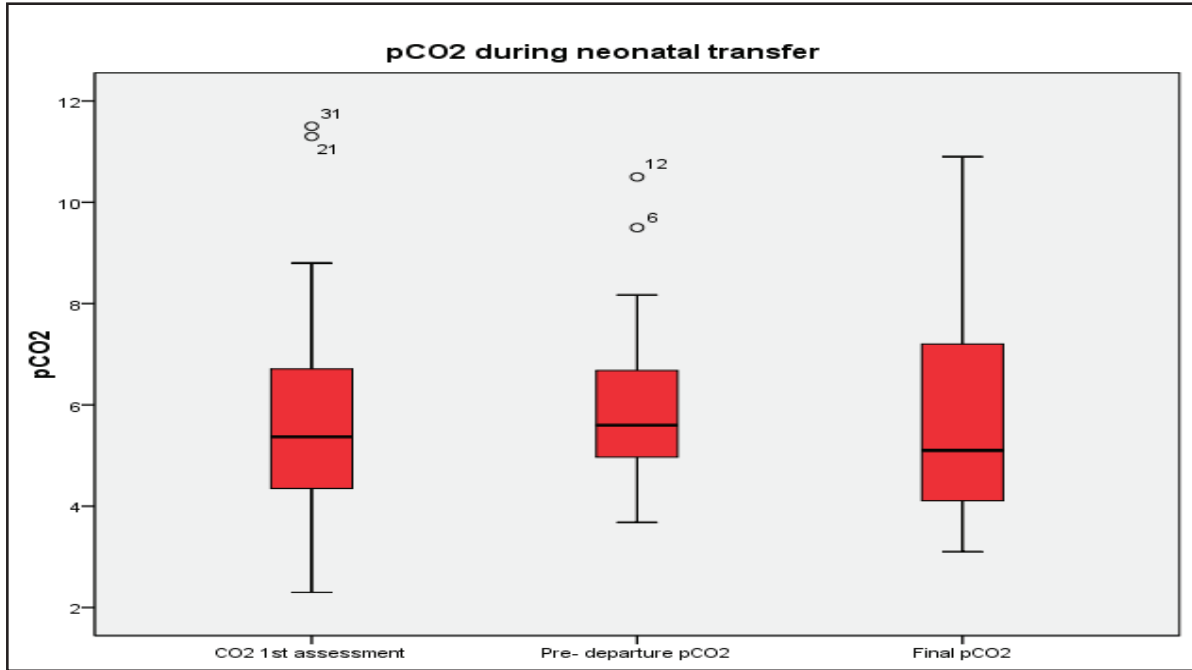 pCO2 during neonatal transfer
12
10
8
6
4
2
pCO2
31
21
12
6
CO2 1st assessment
Pre- departure pCO2
Final pCO2